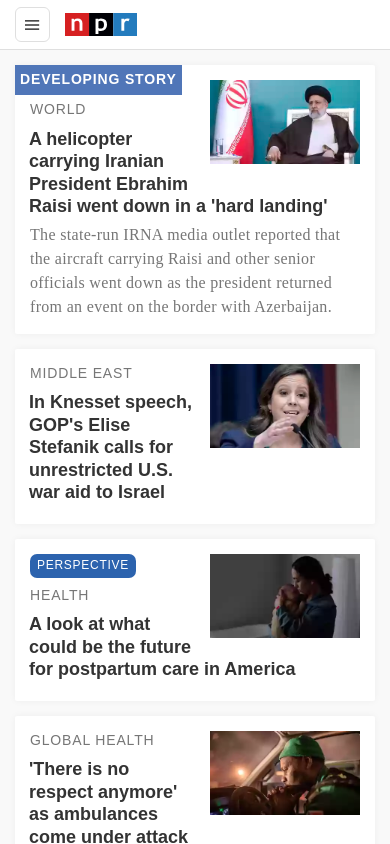 npr
DEVELOPING STORY
WORLD
A helicopter
carrying Iranian
President Ebrahim
Raisi went down in a 'hard landing'
The state-run IRNA media outlet reported that
the aircraft carrying Raisi and other senior
officials went down as the president returned
from an event on the border with Azerbaijan.
MIDDLE EAST
In Knesset speech,
GOP's Elise
Stefanik calls for
unrestricted U.S.
war aid to Israel
PERSPECTIVE
HEALTH
A look at what
could be the future
for postpartum care in America
GLOBAL HEALTH
'There is no
respect anymore'
as ambulances
come under attack